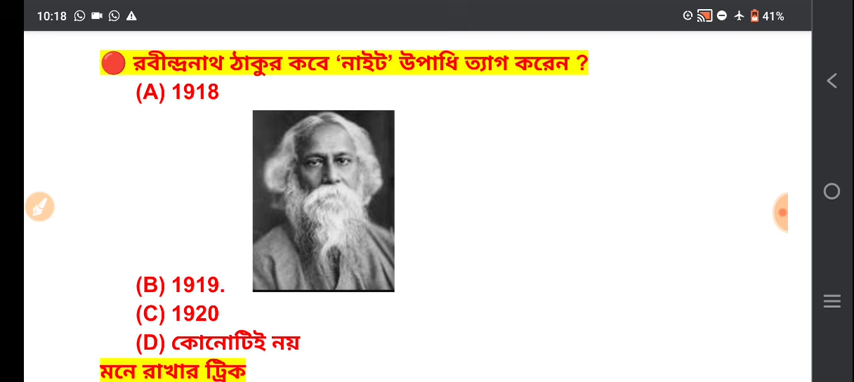 10:18 41%
🔴 রবীন্দ্রনাথ ঠাকুর কবে ‘নাইট’ উপাধি ত্যাগ করেন ?
(A) 1918
(B) 1919.
(C) 1920
(D) কোনোটিই নয়
মনে রাখার ট্রিক